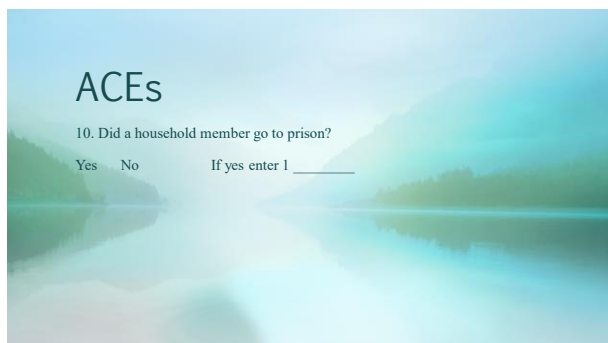 ACEs
10. Did a household member go to prison?
Yes No If yes enter 1 ________